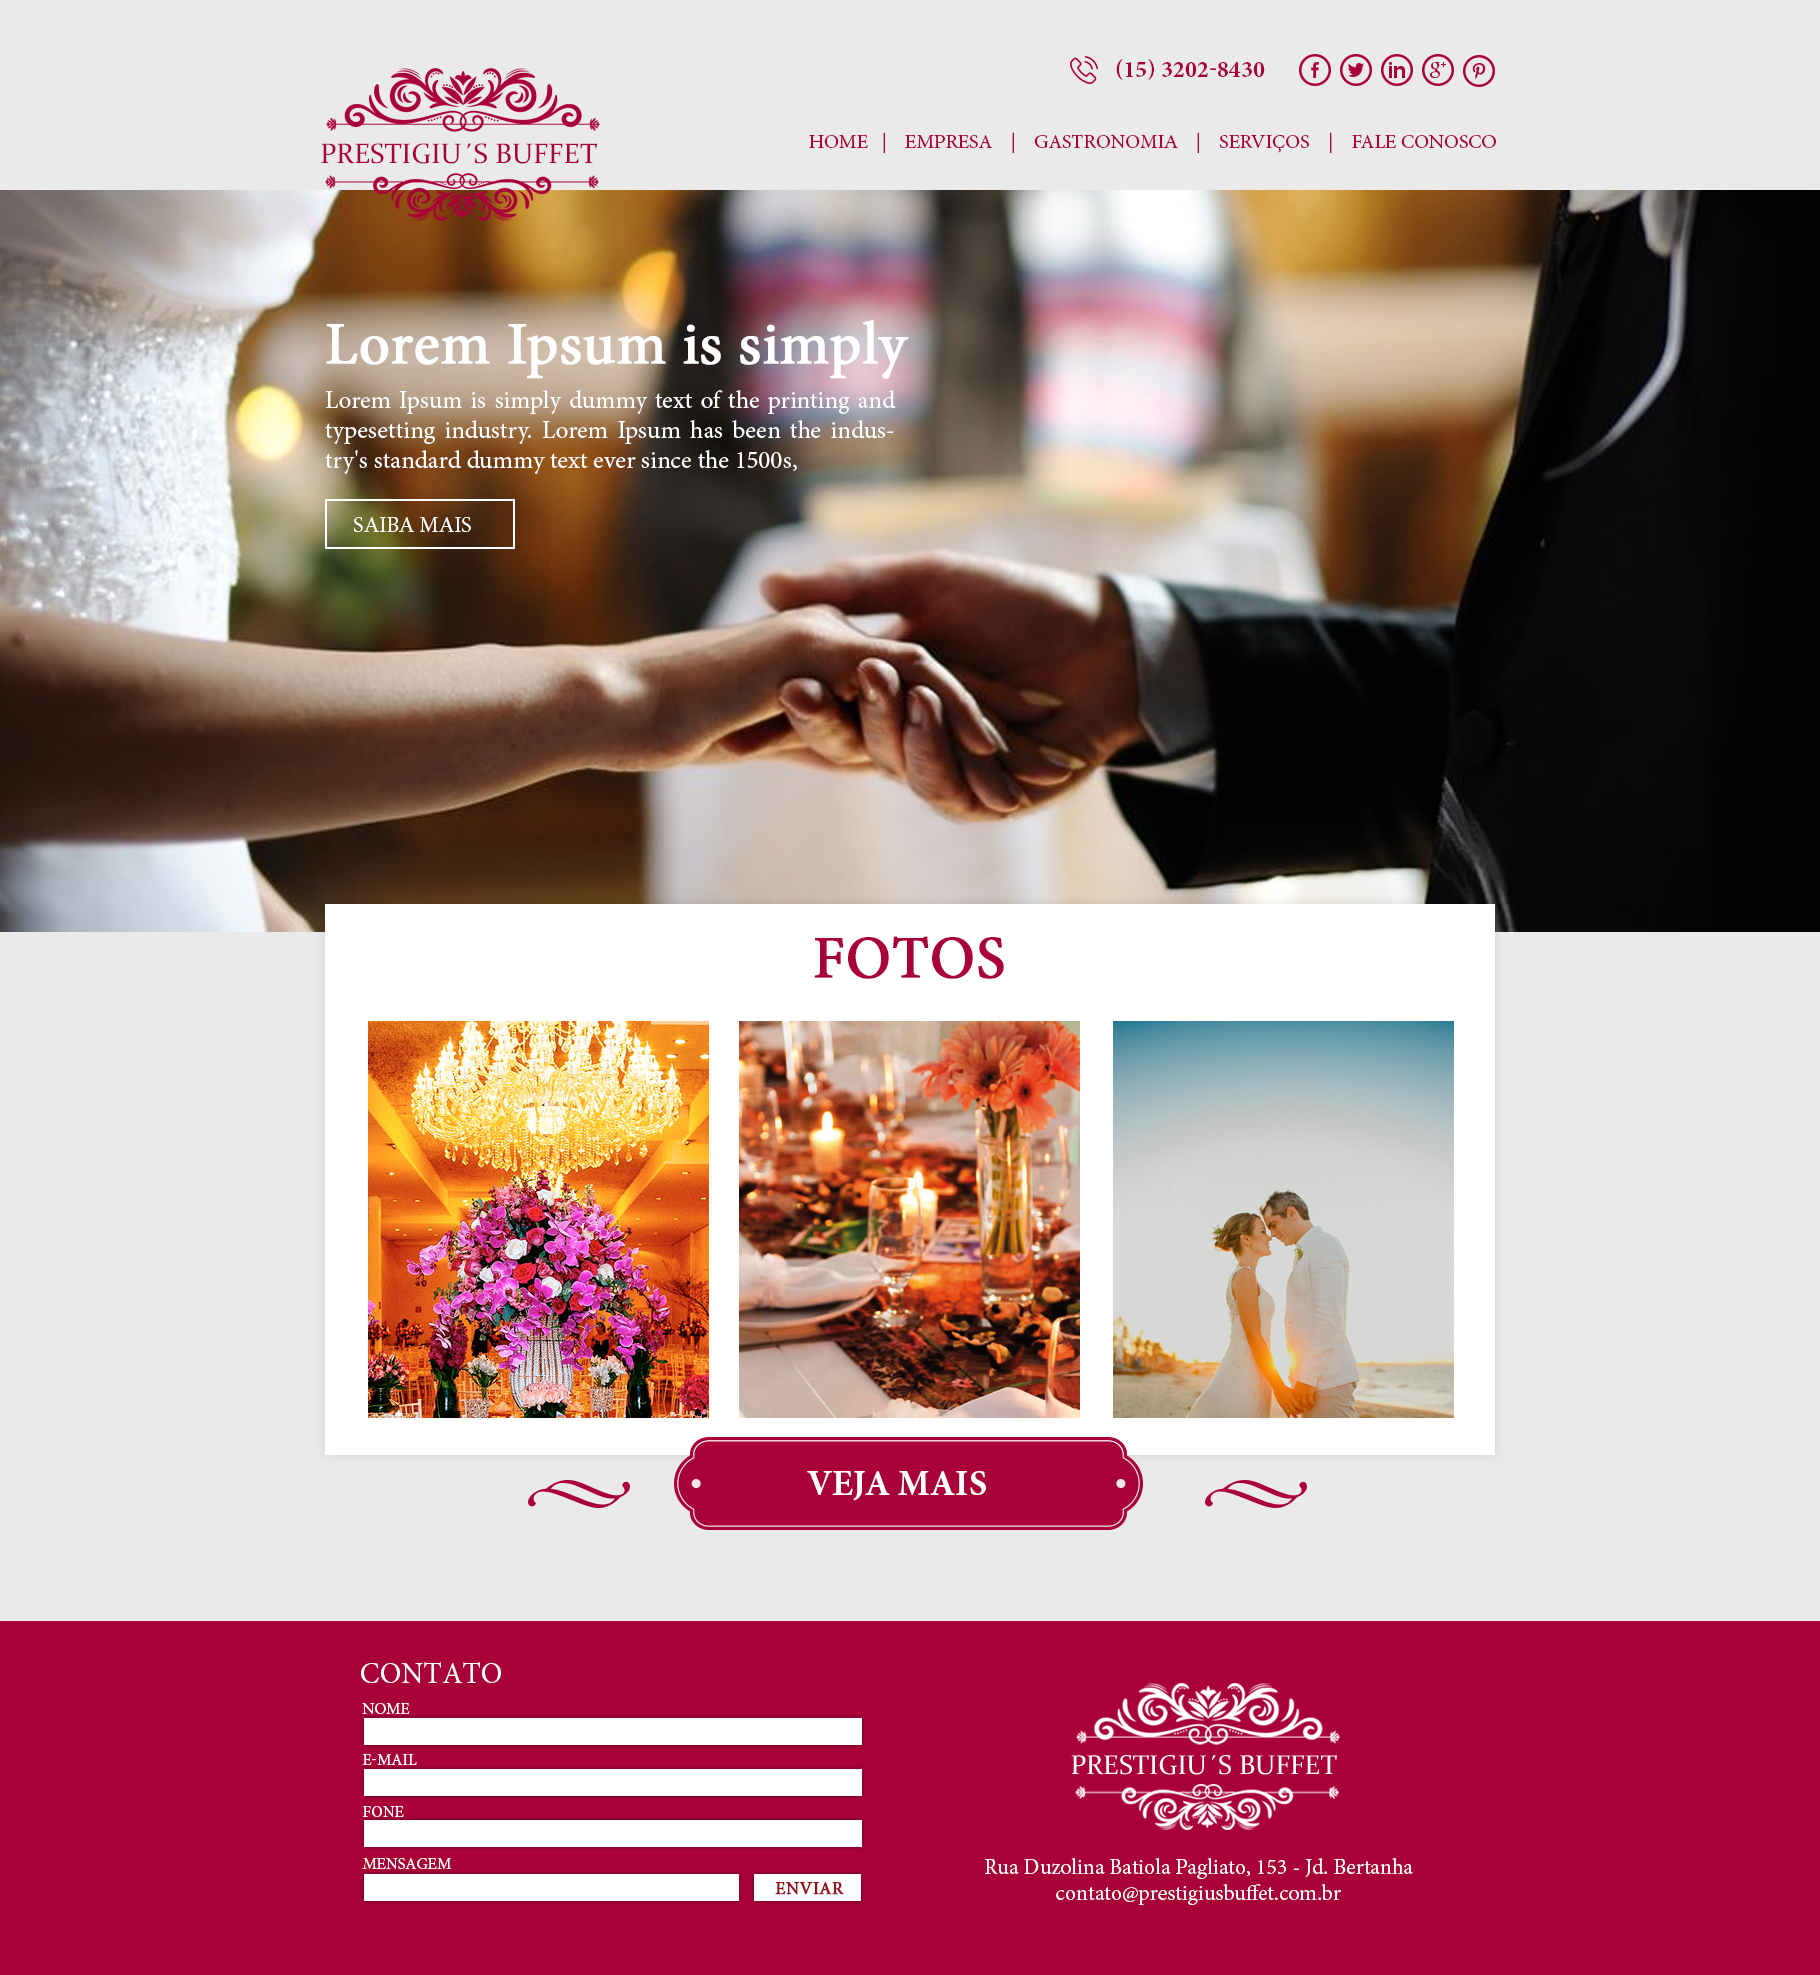 (15) 3202-8430
PRESTIGIU´S BUFFET
HOME | EMPRESA | GASTRONOMIA | SERVIÇOS | FALE CONOSCO
Lorem Ipsum is simply
Lorem Ipsum is simply dummy text of the printing and
typesetting industry. Lorem Ipsum has been the indus-
try's standard dummy text ever since the 1500s,
SAIBA MAIS
FOTOS
VEJA MAIS
CONTATO
NOME
E-MAIL
FONE
MENSAGEM
ENVIAR
PRESTIGIU´S BUFFET
Rua Duzolina Batiola Pagliato, 153 - Jd. Bertanha
contato@prestigiusbuffet.com.br